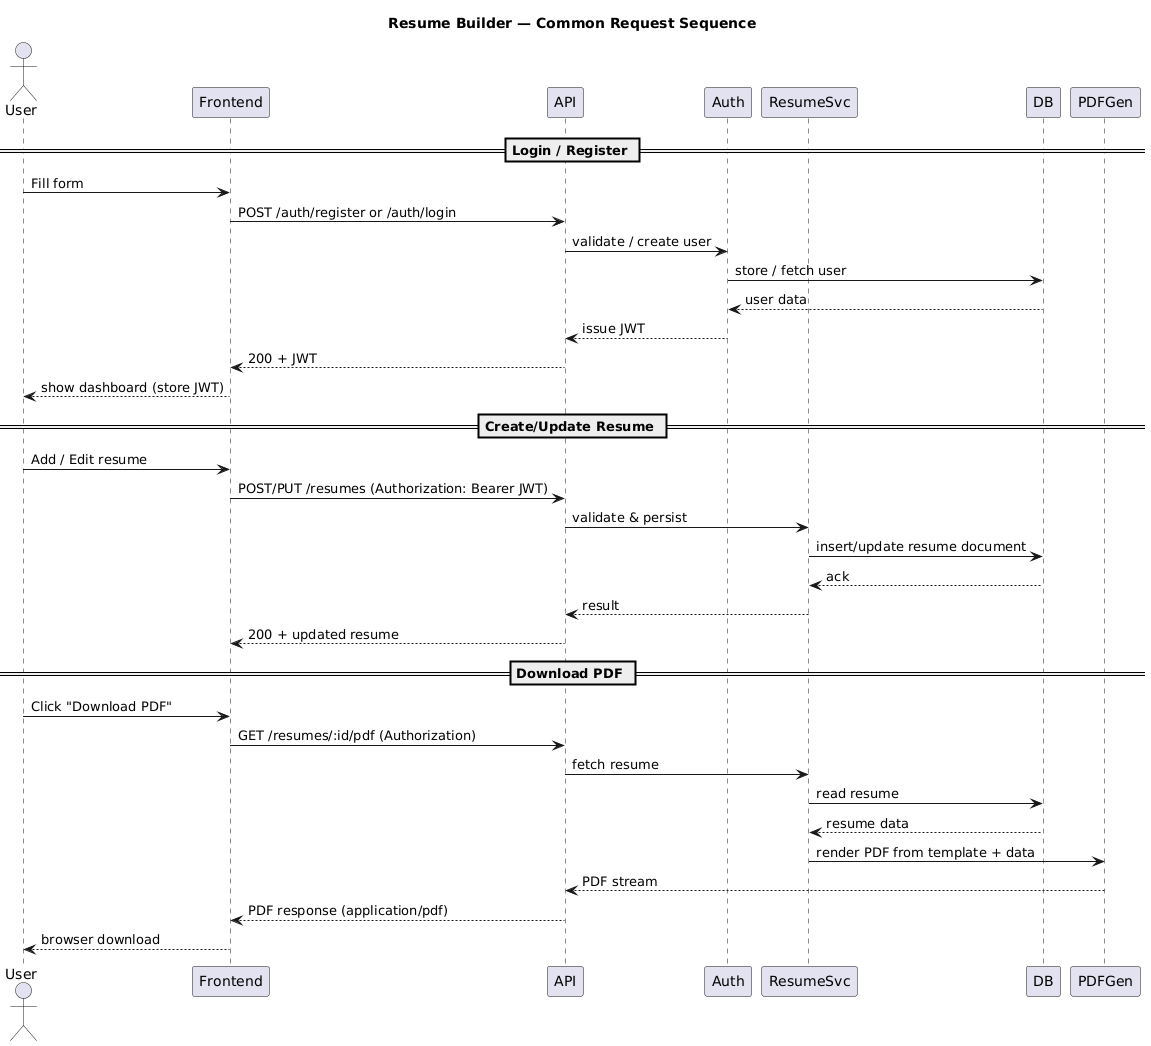 Resume Builder — Common Request Sequence
User
Frontend
API
Auth
ResumeSvc
DB
PDFGen
Login / Register
Fill form
POST /auth/register or /auth/login
validate / create user
store / fetch user
user data
issue JWT
200 + JWT
show dashboard (store JWT)
Create/Update Resume
Add / Edit resume
POST/PUT /resumes (Authorization: Bearer JWT)
validate & persist
insert/update resume document
ack
result
200 + updated resume
Download PDF
Click "Download PDF"
GET /resumes/:id/pdf (Authorization)
fetch resume
read resume
resume data
render PDF from template + data
PDF stream
PDF response (application/pdf)
browser download
User
Frontend
API
Auth
ResumeSvc
DB
PDFGen